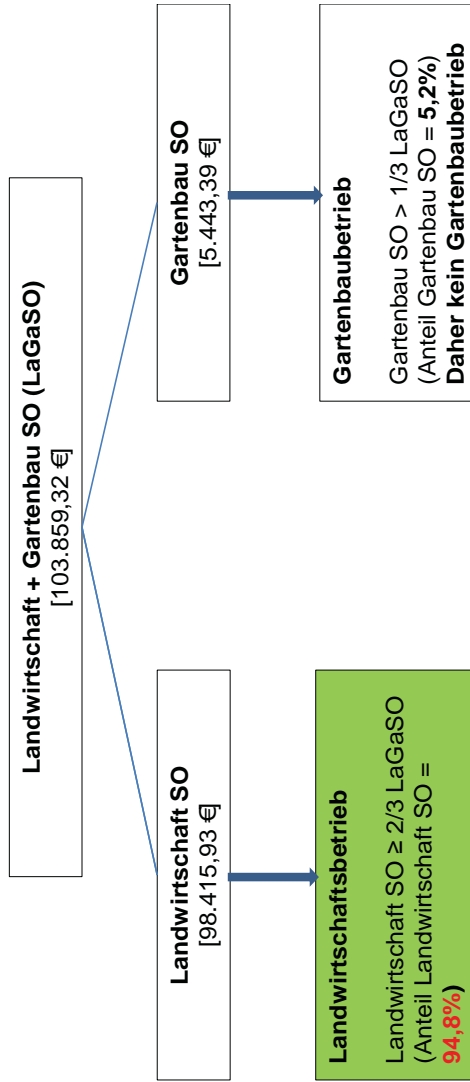 Landwirtschaft + Gartenbau SO (LaGaSO)
[103.859,32 €]
Landwirtschaft SO
[98.415,93 €]
Gartenbau SO
[5.443,39 €]
Landwirtschaftsbetrieb
Landwirtschaft SO ≥ 2/3 LaGaSO
(Anteil Landwirtschaft SO =
94,8%)
Gartenbaubetrieb
Gartenbau SO > 1/3 LaGaSO
(Anteil Gartenbau SO = 5,2%)
Daher kein Gartenbaubetrieb